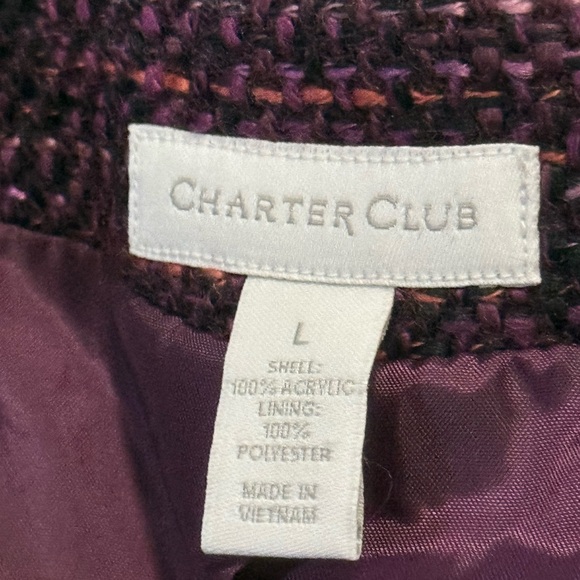 CHARTER CLUB
L
SHELL:
100% ACRYLIC
LINING:
100%
POLYESTER
MADE IN
VIETNAM